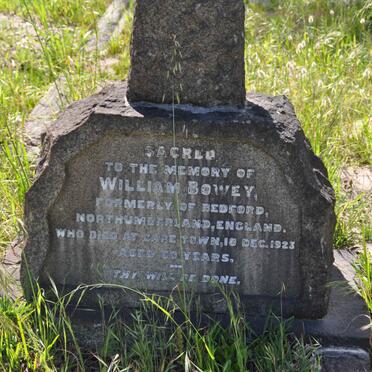 SACRED
TO THE MEMORY OF
WILLIAM BOWEY,
FORMERLY OF BEDFORD,
NORTHUMBERLAND, ENGLAND.
WHO DIED AT CAPE TOWN, 18 DEC. 1923
AGED YEARS.
THY WILL BE DONE.